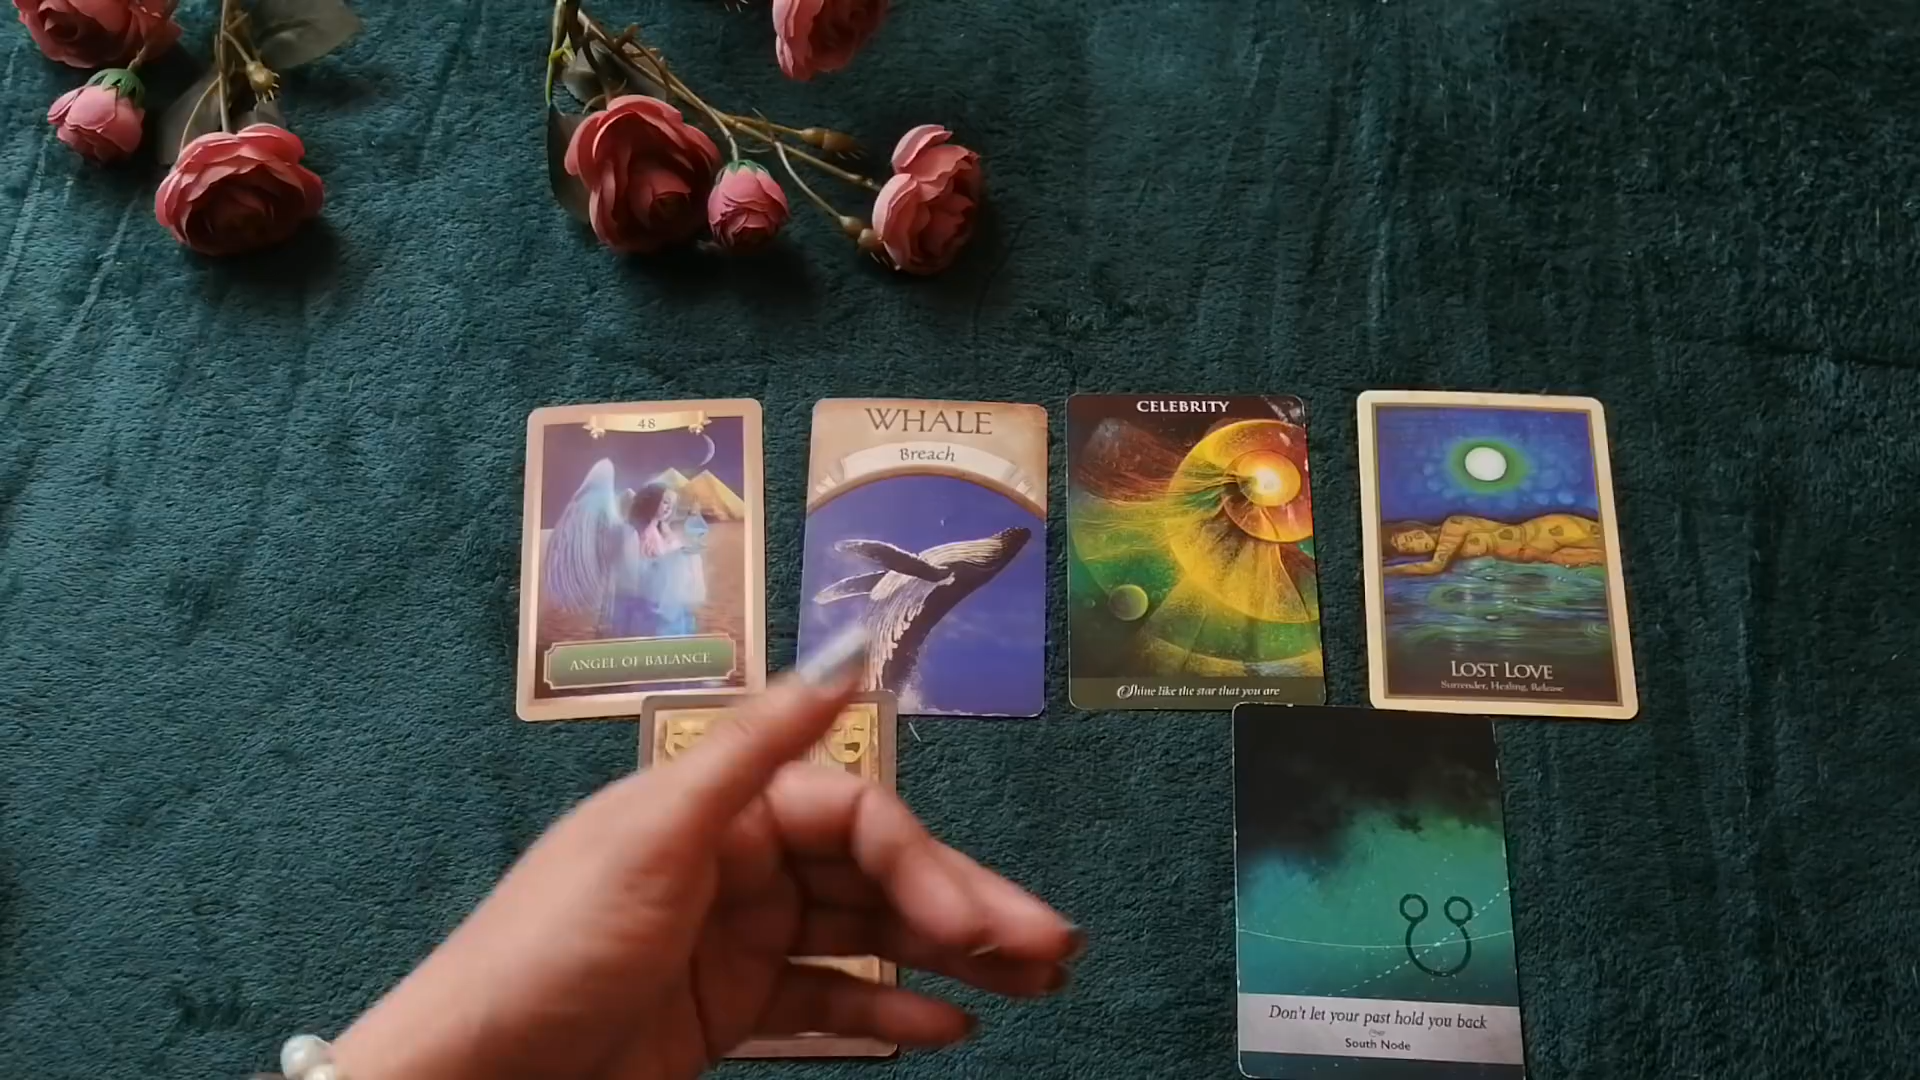 48
ANGEL OF BALANCE
WHALE
Breach
CELEBRITY
Shine like the star that you are
LOST LOVE
Surrender, Healing, Release
Don't let your past hold you back
South Node